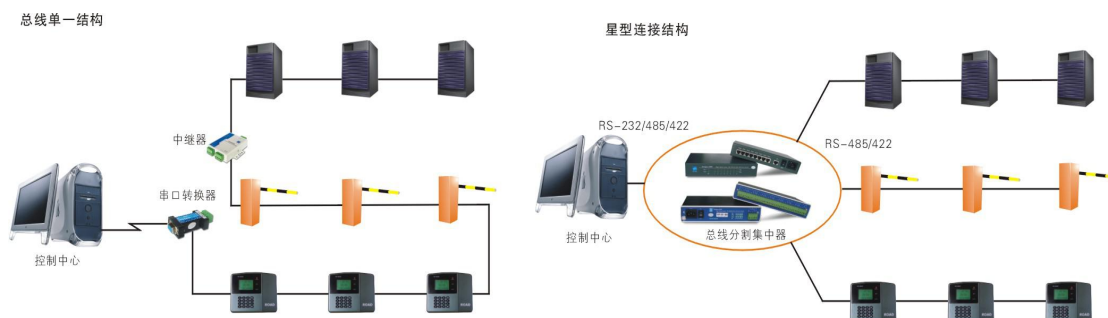 总线单一结构
中继器
串口转换器
控制中心
星型连接结构
RS-232/485/422
RS-485/422
总线分割集中器
控制中心